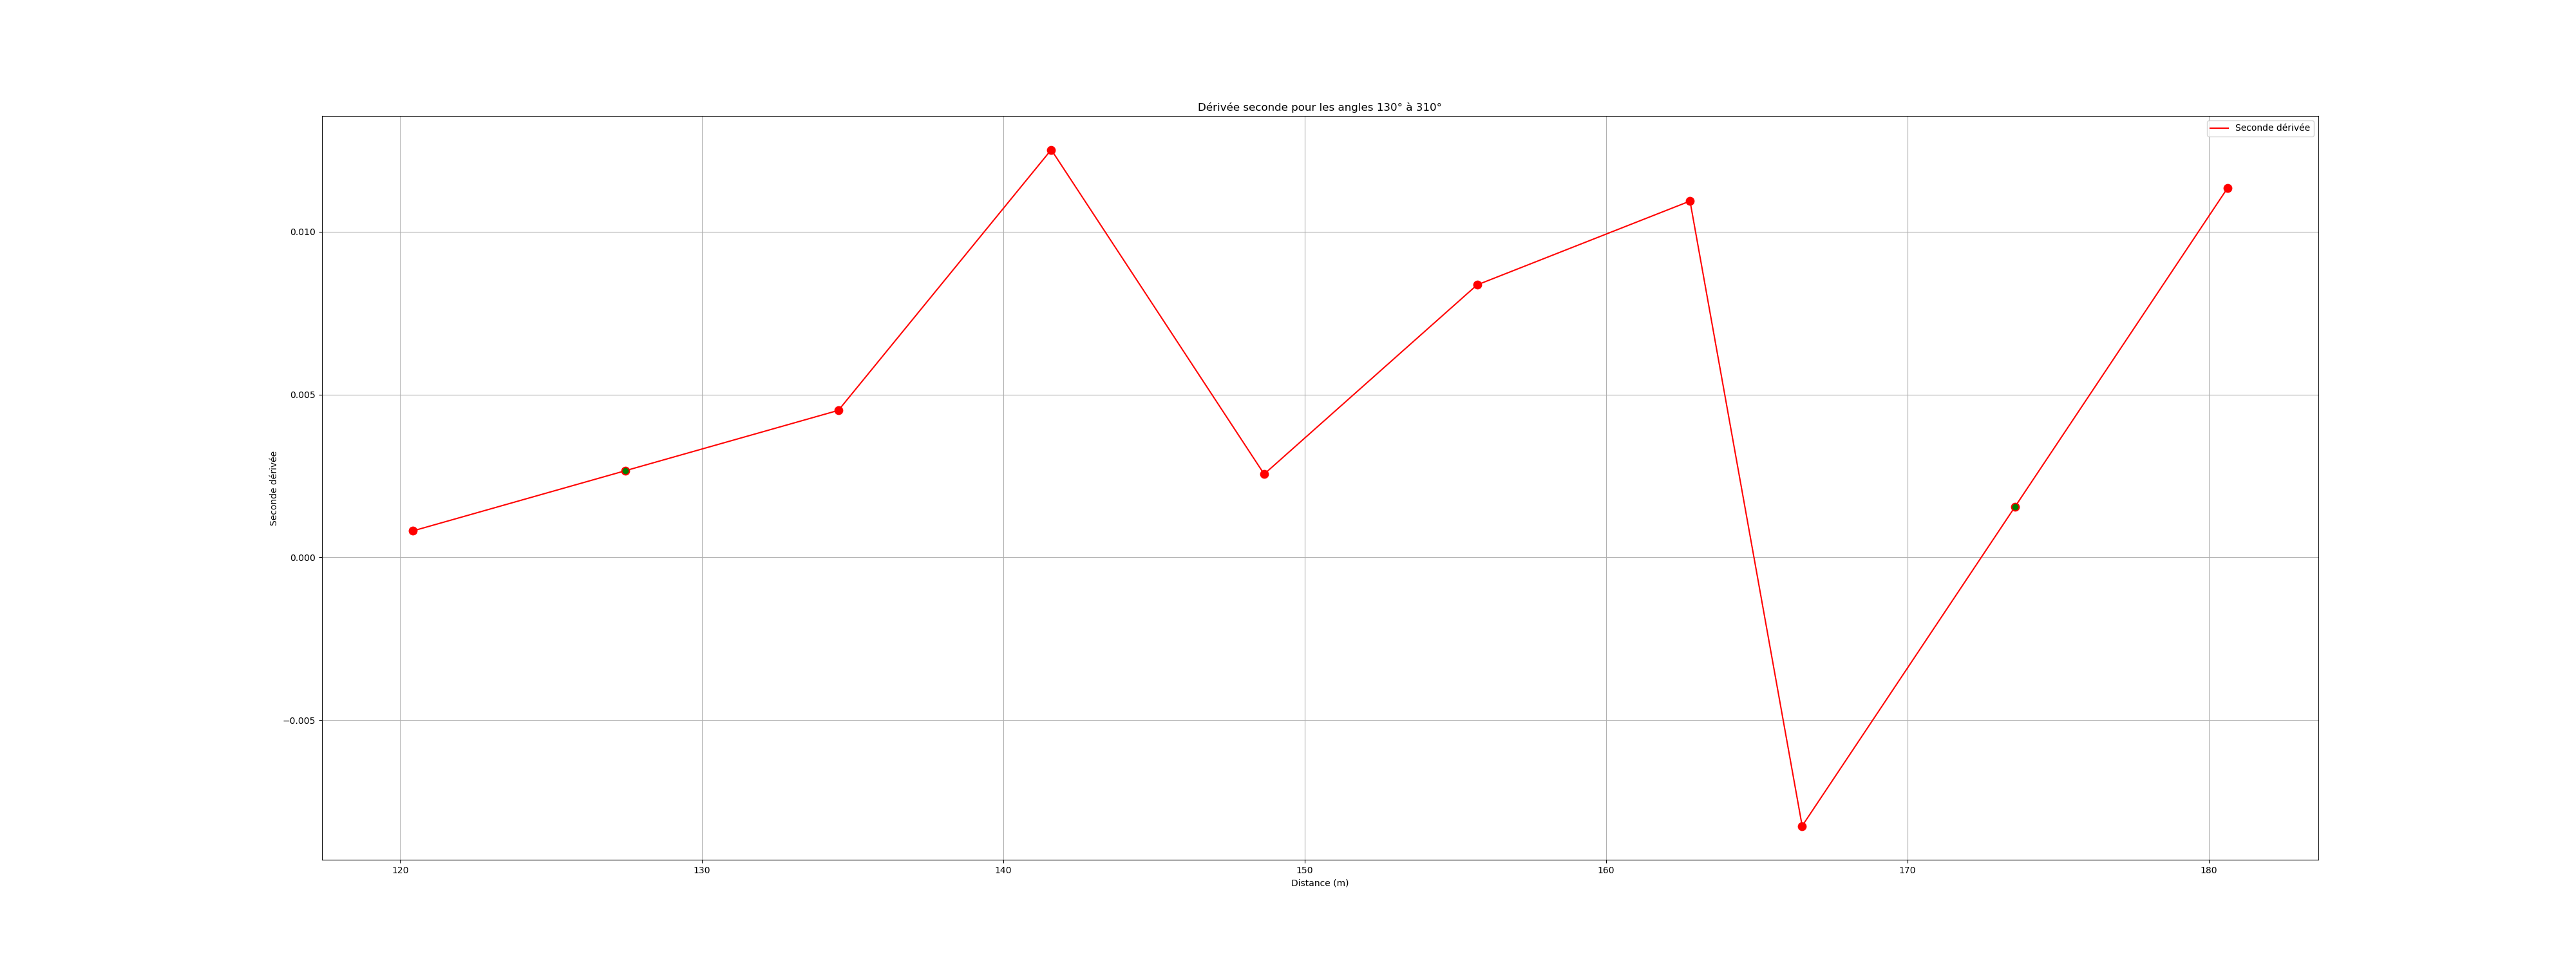 Dérivée seconde pour les angles 130° à 310°
Seconde dérivée
0.010
0.005
0.000
−0.005
Seconde dérivée
120 130 140 150 160 170 180
Distance (m)